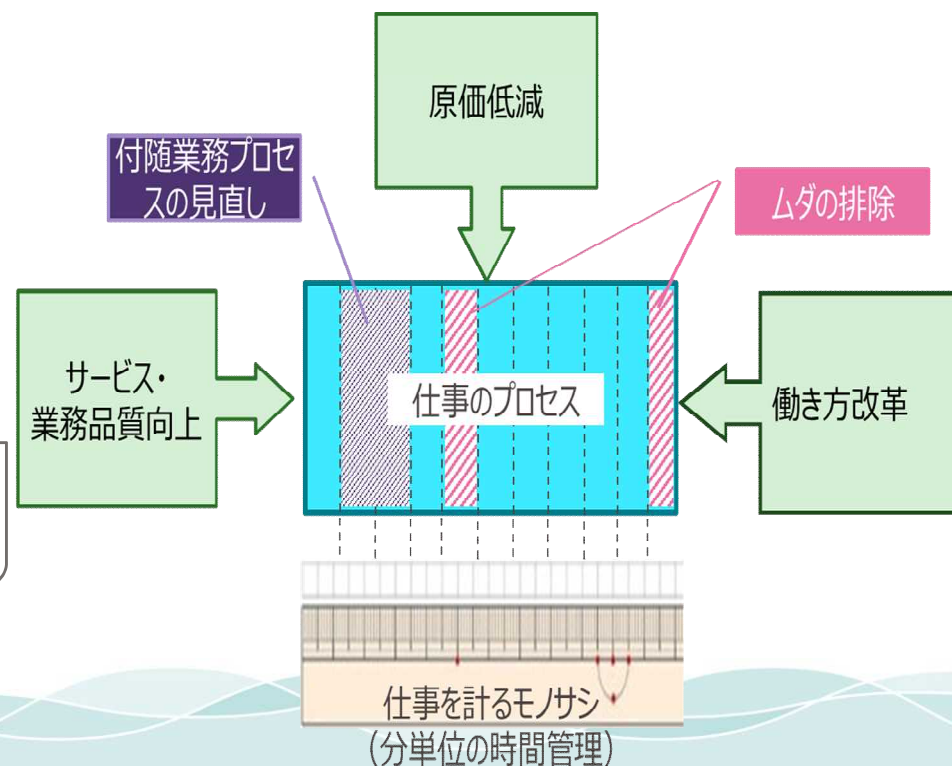 原価低減
付随業務プロセ
スの見直し
ムダの排除
サービス・
業務品質向上
仕事のプロセス
働き方改革
仕事を計るモノサシ
（分単位の時間管理）